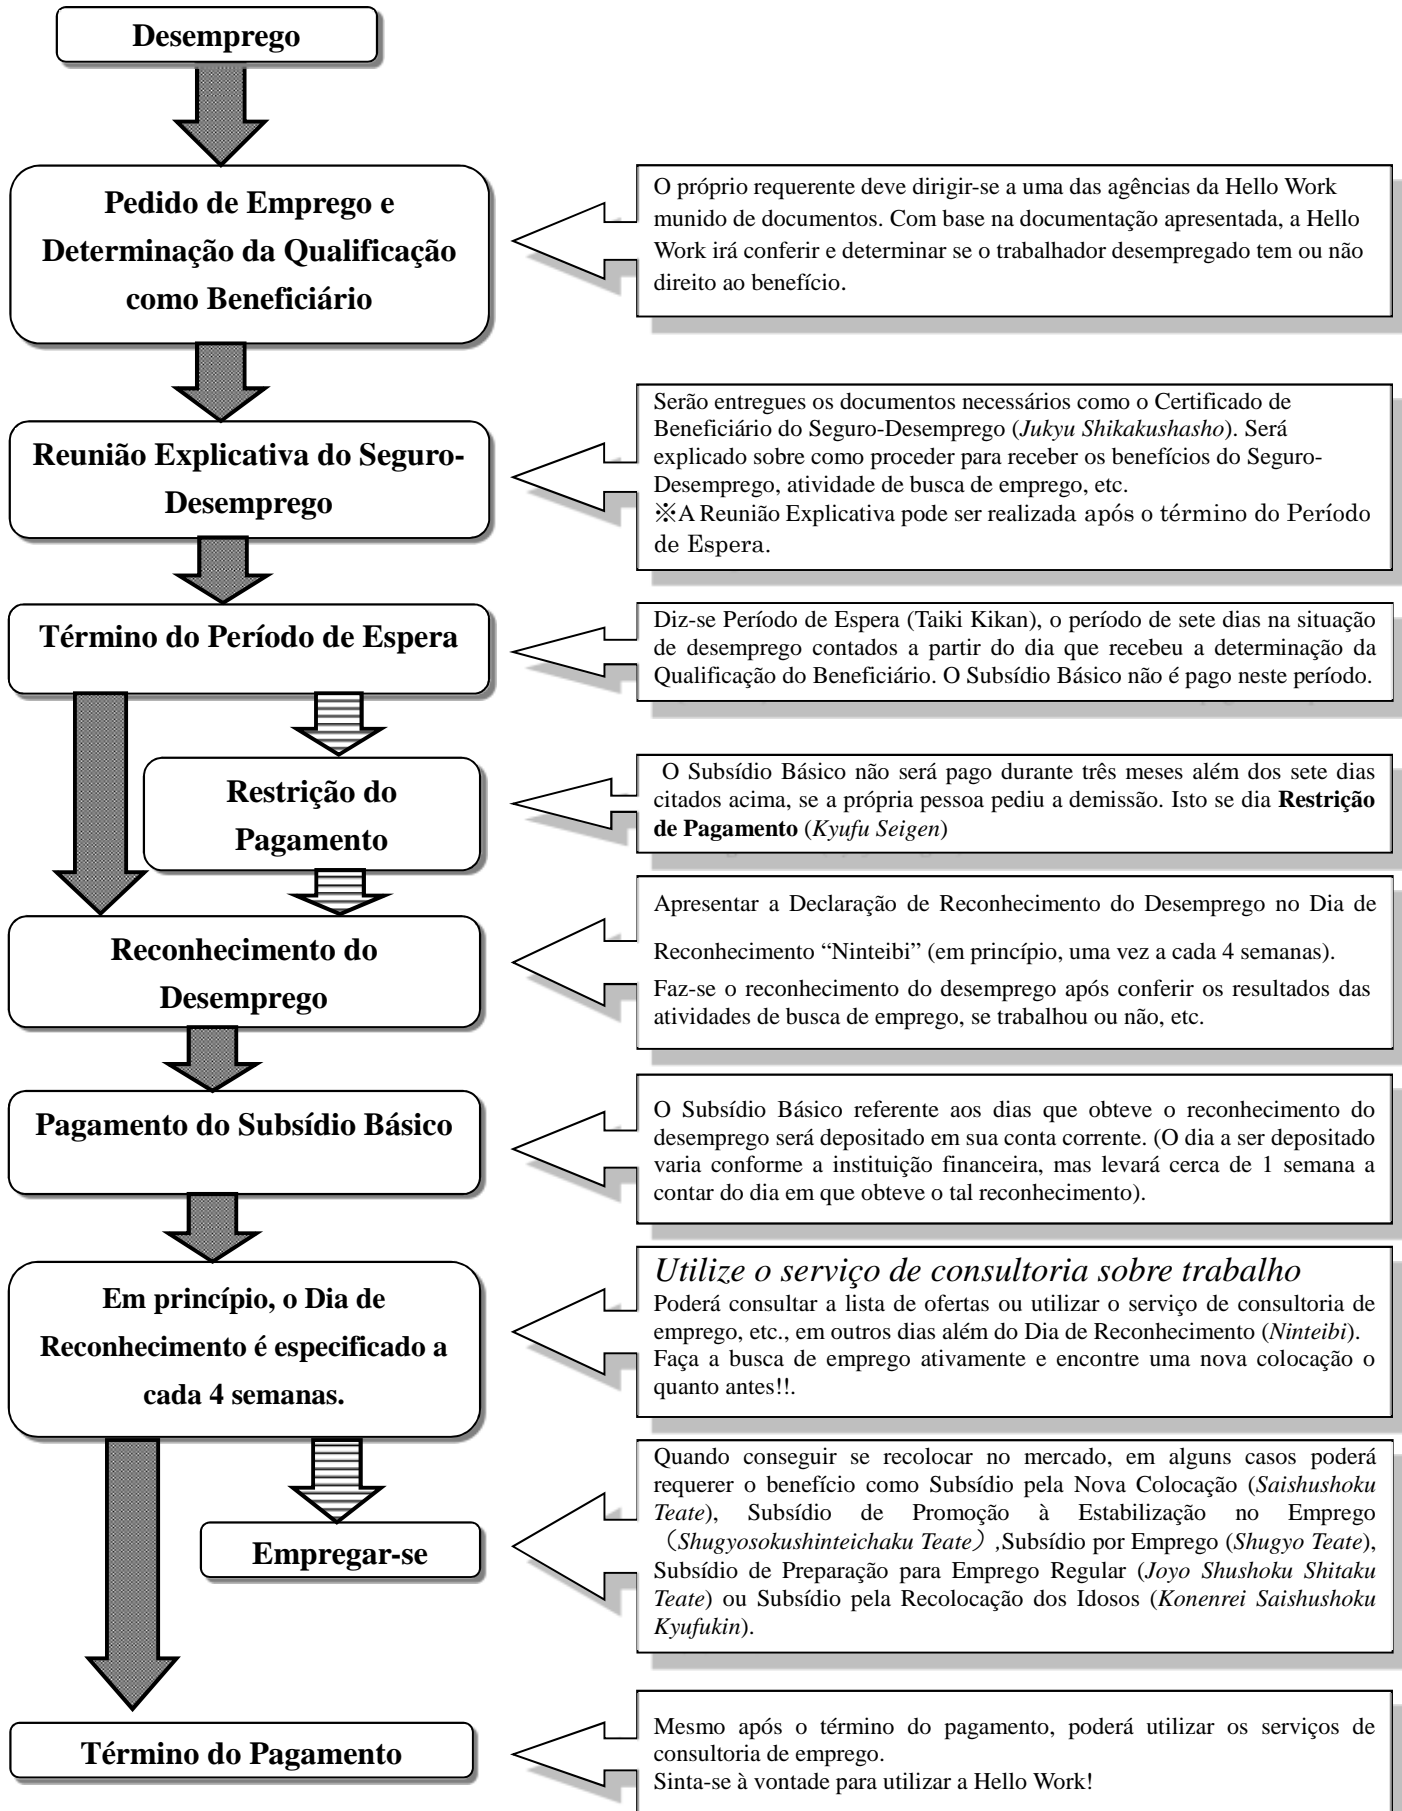 Desemprego
Pedido de Emprego e
Determinação da Qualificação
como Beneficiário
O próprio requerente deve dirigir-se a uma das agências da Hello Work
munido de documentos. Com base na documentação apresentada, a Hello
Work irá conferir e determinar se o trabalhador desempregado tem ou não
direito ao benefício.
Reunião Explicativa do Seguro-
Desemprego
Serão entregues os documentos necessários como o Certificado de
Beneficiário do Seguro-Desemprego (Jukyu Shikakushasho). Será
explicado sobre como proceder para receber os benefícios do Seguro-
Desemprego, atividade de busca de emprego, etc.
※A Reunião Explicativa pode ser realizada após o término do Período
de Espera.
Término do Período de Espera
Diz-se Período de Espera (Taiki Kikan), o período de sete dias na situação
de desemprego contados a partir do dia que recebeu a determinação da
Qualificação do Beneficiário. O Subsídio Básico não é pago neste período.
Restrição do
Pagamento
O Subsídio Básico não será pago durante três meses além dos sete dias
citados acima, se a própria pessoa pediu a demissão. Isto se dia Restrição
de Pagamento (Kyufu Seigen)
Reconhecimento do
Desemprego
Apresentar a Declaração de Reconhecimento do Desemprego no Dia de
Reconhecimento “Ninteibi” (em princípio, uma vez a cada 4 semanas).
Faz-se o reconhecimento do desemprego após conferir os resultados das
atividades de busca de emprego, se trabalhou ou não, etc.
Pagamento do Subsídio Básico
O Subsídio Básico referente aos dias que obteve o reconhecimento do
desemprego será depositado em sua conta corrente. (O dia a ser depositado
varia conforme a instituição financeira, mas levará cerca de 1 semana a
contar do dia em que obteve o tal reconhecimento).
Em princípio, o Dia de
Reconhecimento é especificado a
cada 4 semanas.
Utilize o serviço de consultoria sobre trabalho
Poderá consultar a lista de ofertas ou utilizar o serviço de consultoria de
emprego, etc., em outros dias além do Dia de Reconhecimento (Ninteibi).
Faça a busca de emprego ativamente e encontre uma nova colocação o
quanto antes!!.
Empregar-se
Quando conseguir se recolocar no mercado, em alguns casos poderá
requerer o benefício como Subsídio pela Nova Colocação (Saishushoku
Teate), Subsídio de Promoção à Estabilização no Emprego
（Shugyosokushinteichaku Teate）,Subsídio por Emprego (Shugyo Teate),
Subsídio de Preparação para Emprego Regular (Joyo Shushoku Shitaku
Teate) ou Subsídio pela Recolocação dos Idosos (Konenrei Saishushoku
Kyufukin).
Término do Pagamento
Mesmo após o término do pagamento, poderá utilizar os serviços de
consultoria de emprego.
Sinta-se à vontade para utilizar a Hello Work!